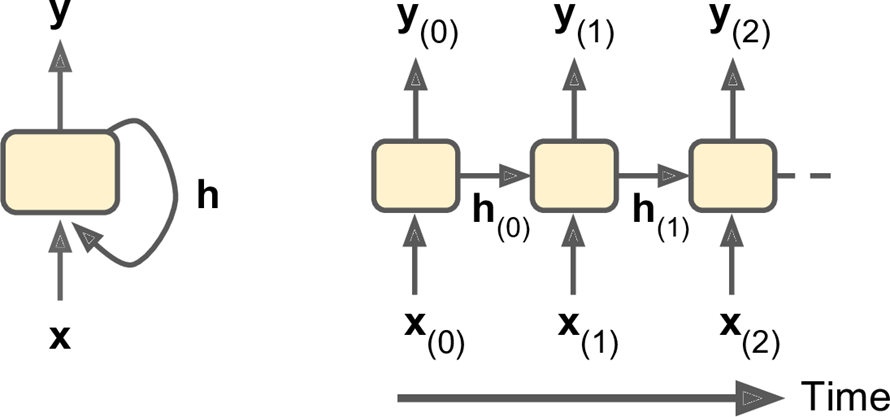 y
h
x
y(0) y(1) y(2)
h(0) h(1)
x(0) x(1) x(2)
Time